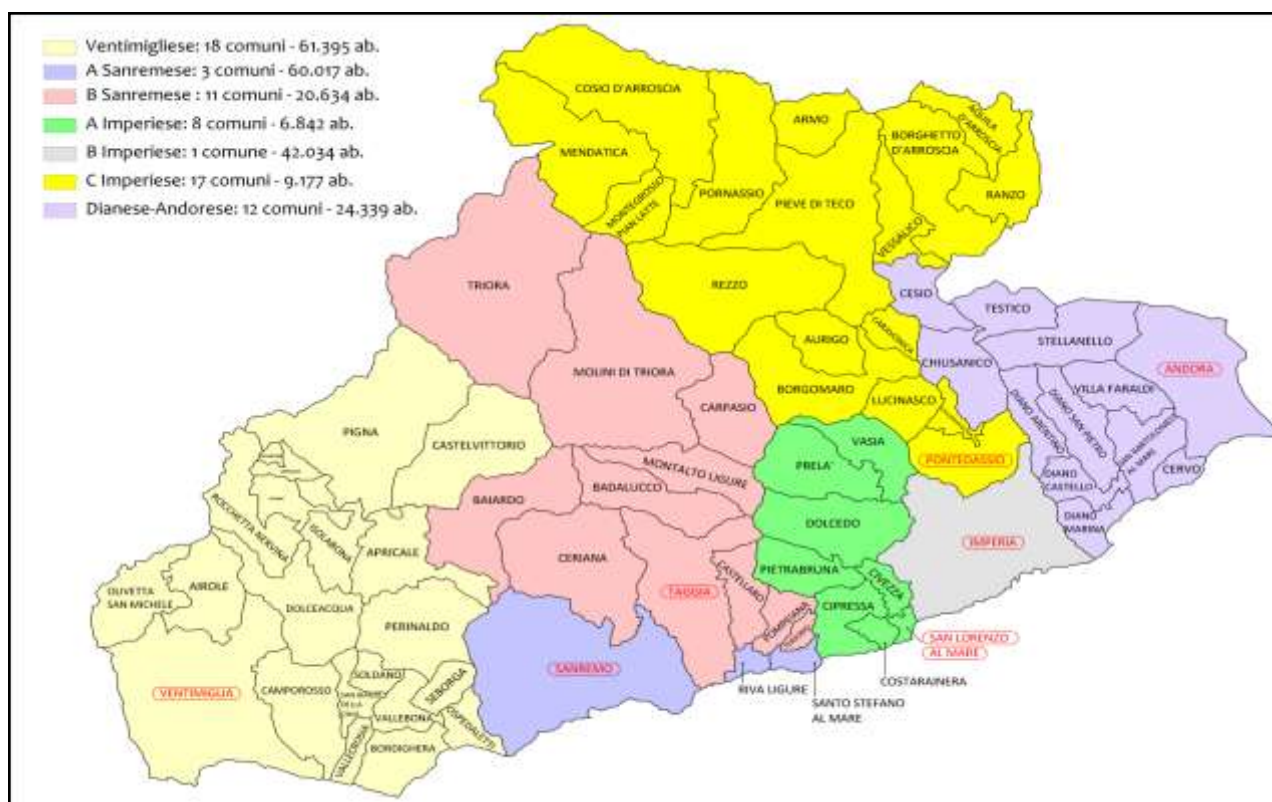 Ventimigliese: 18 comuni - 61.395 ab.
A Sanremese: 3 comuni - 60.017 ab.
B Sanremese : 11 comuni - 20.634 ab.
A Imperiese: 8 comuni - 6.842 ab.
B Imperiese: 1 comune - 42.034 ab.
C Imperiese: 17 comuni - 9.177 ab.
Dianese-Andorese: 12 comuni - 24.339 ab.
COSIO D'ARROSCIA
ARMO
AQUILA
D'ARROSCIA
BORGHETTO
D'ARROSCIA
MENDATICA
MONTEGROSSO
PIAN LATTE
PORNASSIO
PIEVE DI TECO
RANZO
VESSALICO
TRIORA
REZZO
CESIO
TESTICO
STELLANELLO
ANDORA
AURIGO
CARAVONICA
CHIUSANICO
MOLINI DI TRIORA
BORGOMARO
LUCINASCO
VILLA FARALDI
CARPASIO
DIANO ARENTINO
DIANO SAN PIETRO
SAN BARTOLOMEO
AL MARE
CERVO
PIGNA
CASTELVITTORIO
VASIA
PRELA'
PONTEDASSIO
MONTALTO LIGURE
BADALUCCO
BAIARDO
DIANO
CASTELLO
DIANO
MARINA
ROCCHETTA NERVINA
ISOLABONA
APRICALE
CERIANA
DOLCEDO
IMPERIA
PIETRABRUNA
CIVEZZA
CASTELLARO
TAGGIA
POMPEIANA
CIPRESSA
OLIVETTA
SAN MICHELE
AIROLE
DOLCEACQUA
PERINALDO
SAN LORENZO
AL MARE
COSTARAINERA
SANREMO
RIVA LIGURE
SANTO STEFANO
AL MARE
VENTIMIGLIA
CAMPOROSSO
SOLDANO
SEBORGA
VALLEBONA
OSPEDALETTI
VALLECROSIA
BORDIGHERA